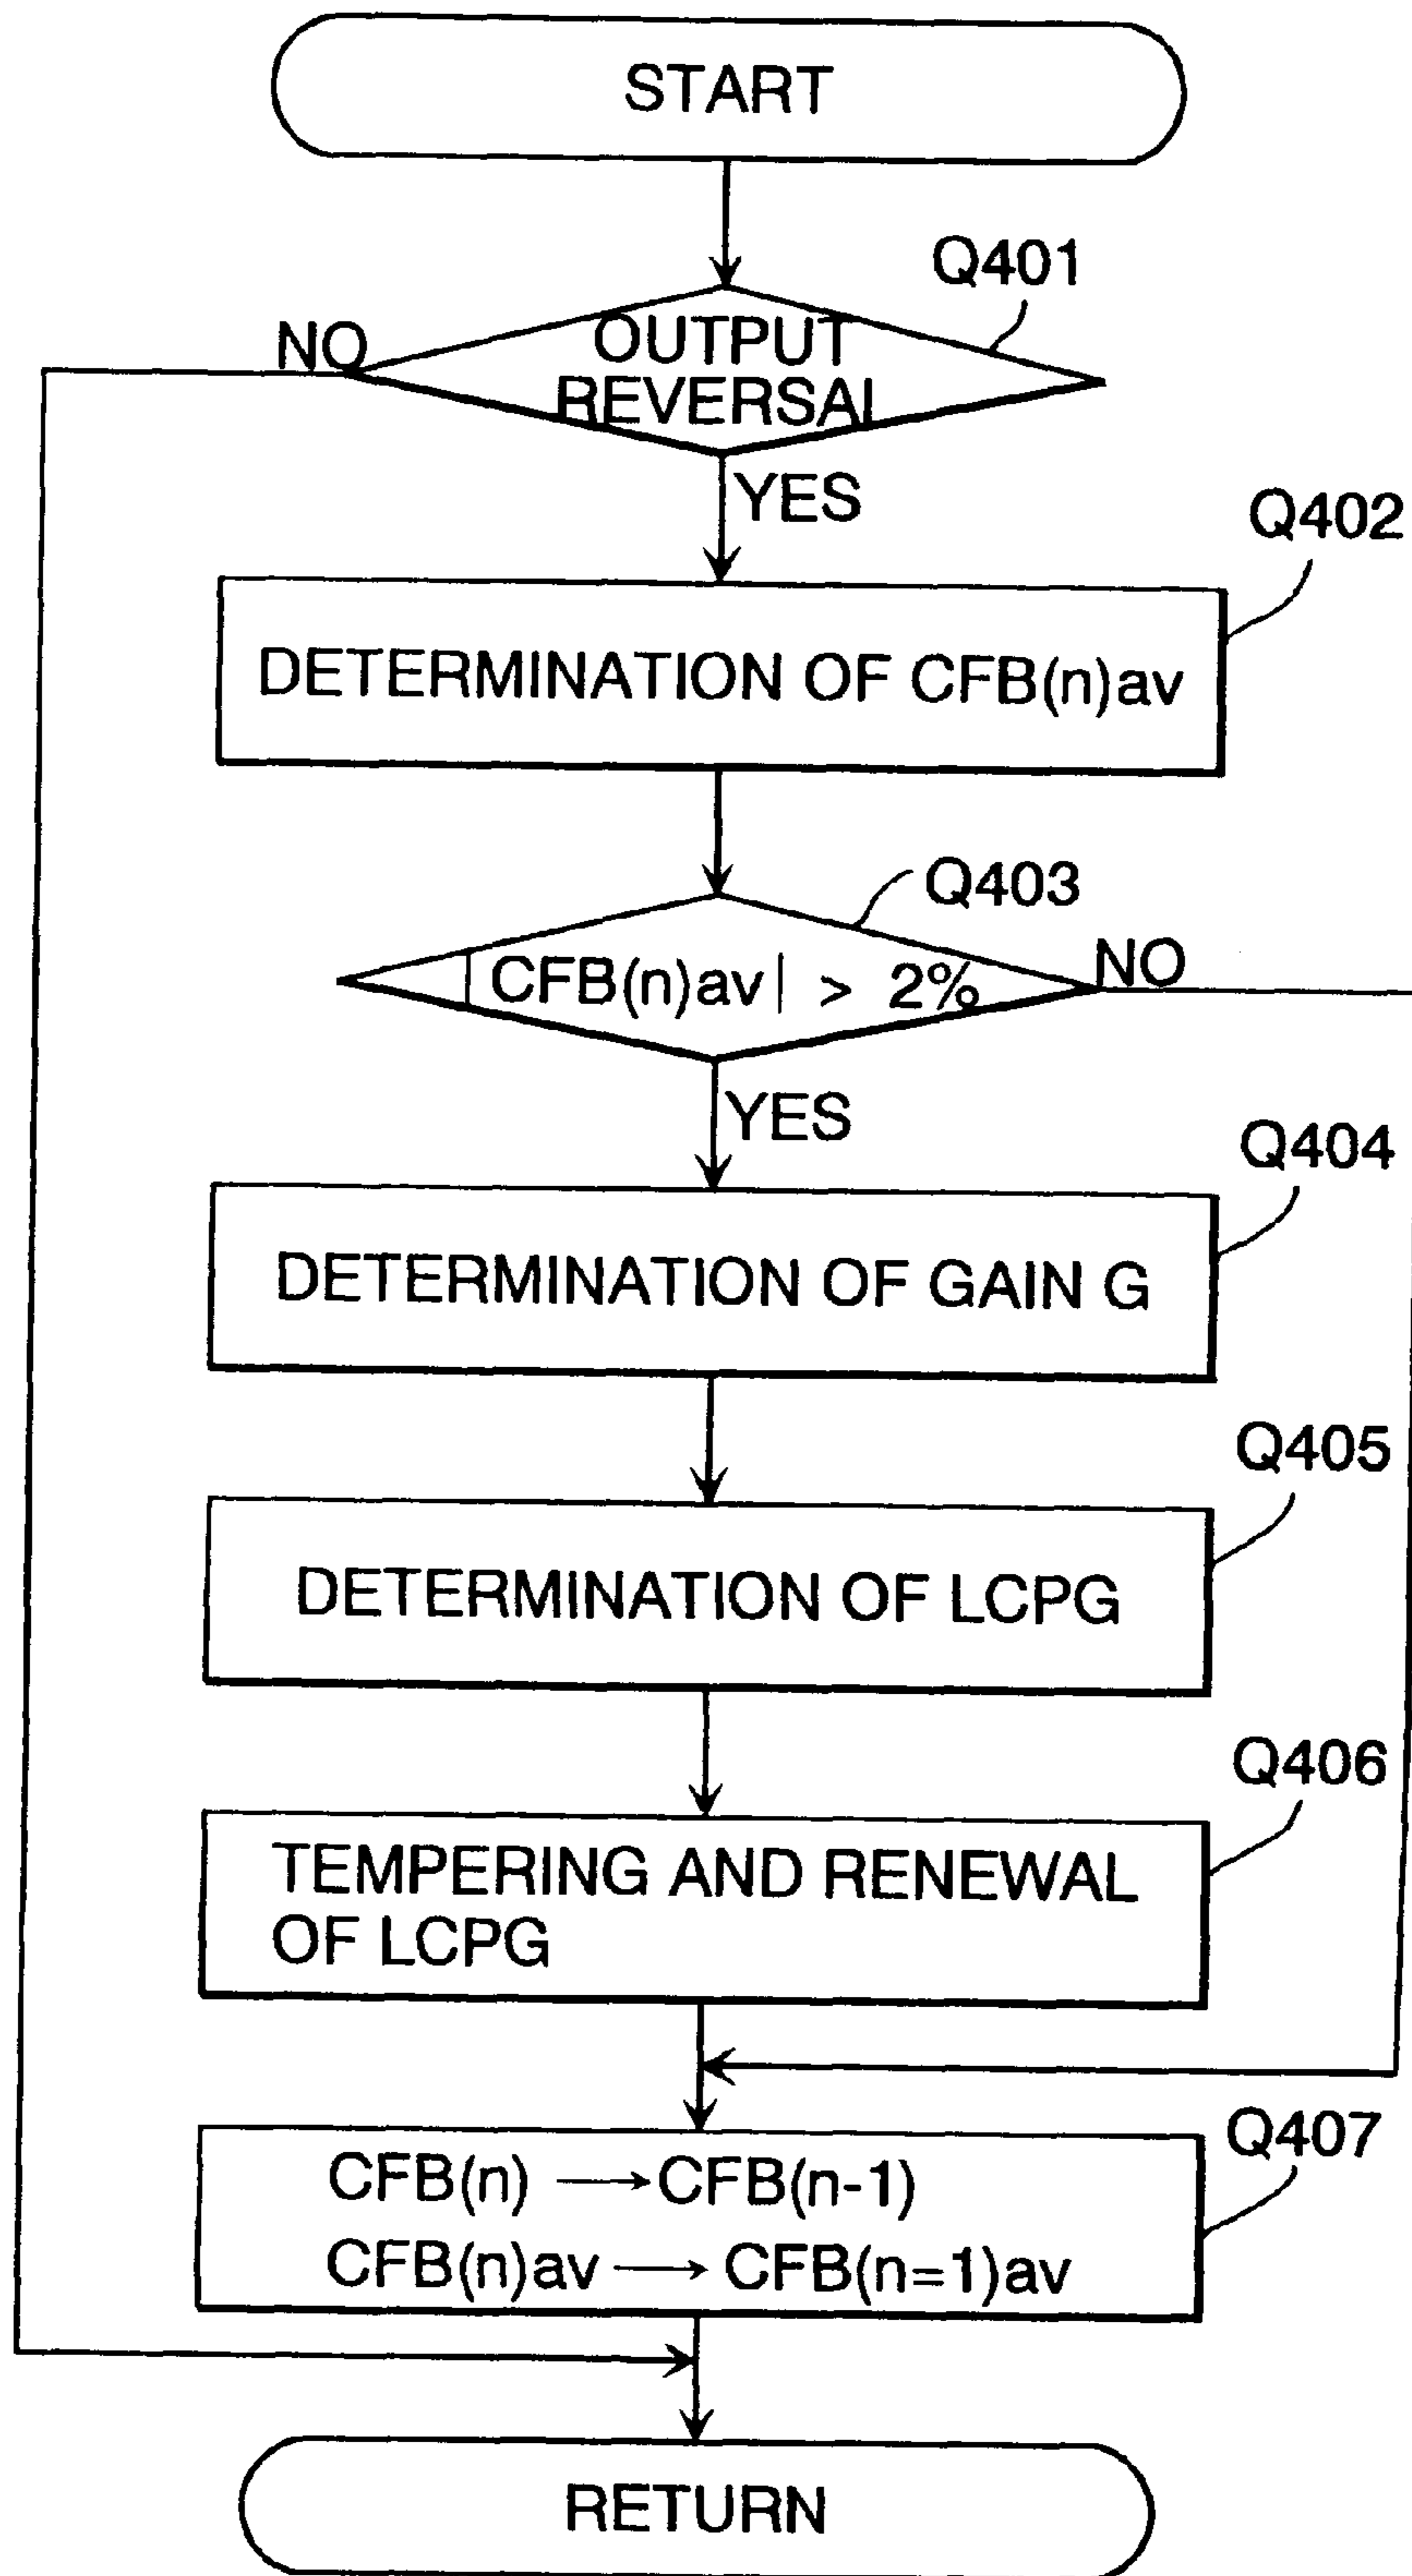 START
Q401
NO
OUTPUT
REVERSAL
YES
Q402
DETERMINATION OF CFB(n)av
Q403
| CFB(n)av | > 2%
NO
YES
Q404
DETERMINATION OF GAIN G
Q405
DETERMINATION OF LCPG
Q406
TEMPERING AND RENEWAL
OF LCPG
Q407
CFB(n) → CFB(n-1)
CFB(n)av → CFB(n=1)av
RETURN